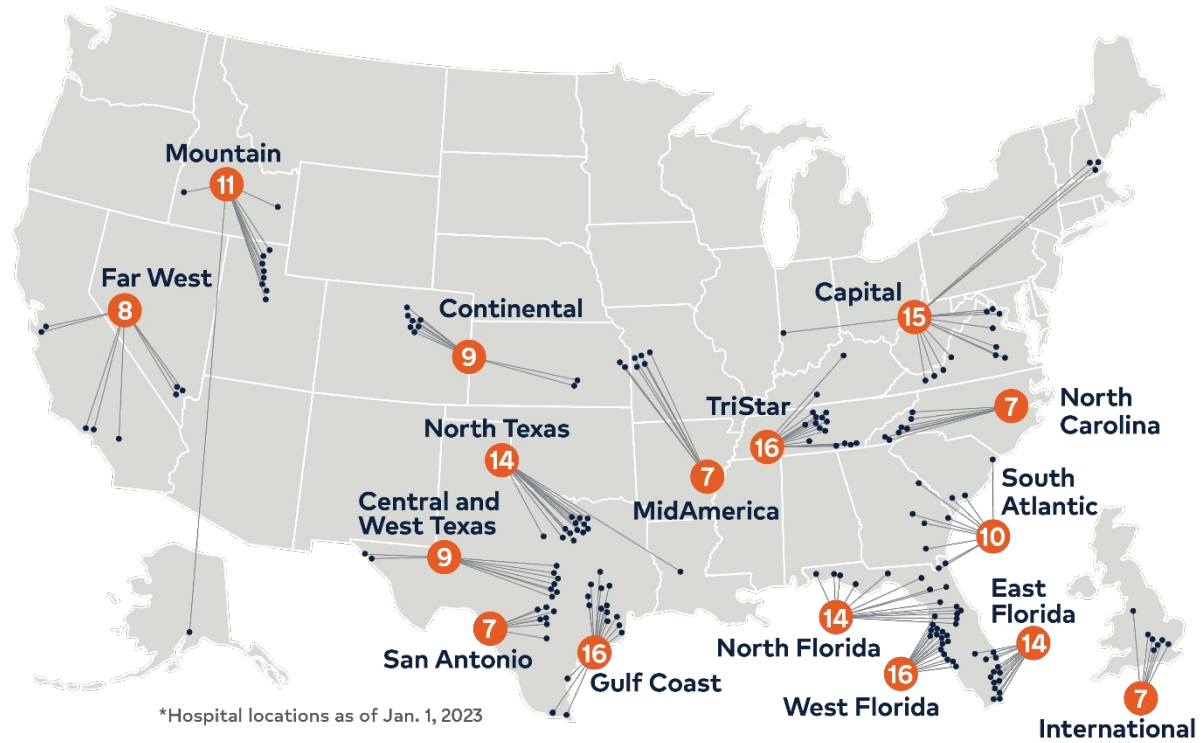 Mountain
11
Far West
8
Continental
9
Capital
15
TriStar
16
North
Carolina
7
North Texas
14
7
MidAmerica
South
Atlantic
10
Central and
West Texas
9
East
Florida
14
7
San Antonio
16
Gulf Coast
14
North Florida
16
West Florida
7
International
*Hospital locations as of Jan. 1, 2023